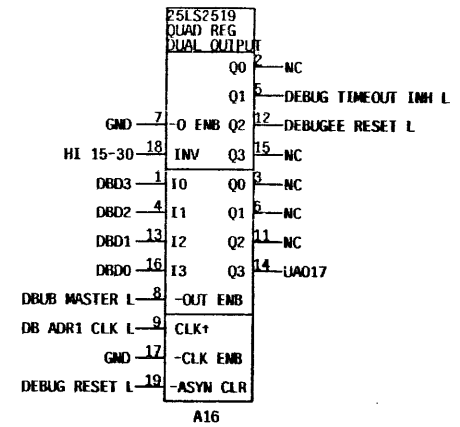 25LS2519
QUAD REG
DUAL OUTPUT
Q0 2 NC
Q1 5 DEBUG TIMEOUT INH L
GND 7 -O ENB Q2 12 DEBUGEE RESET L
HI 15-30 18 INV Q3 15 NC
DBD3 1 I0 Q0 3 NC
DBD2 4 I1 Q1 6 NC
DBD1 13 I2 Q2 11 NC
DBD0 16 I3 Q3 14 UAO17
DBUB MASTER L 8 -OUT ENB
DB ADR1 CLK L 9 CLK↑
GND 17 -CLK ENB
DEBUG RESET L 19 -ASYN CLR
A16